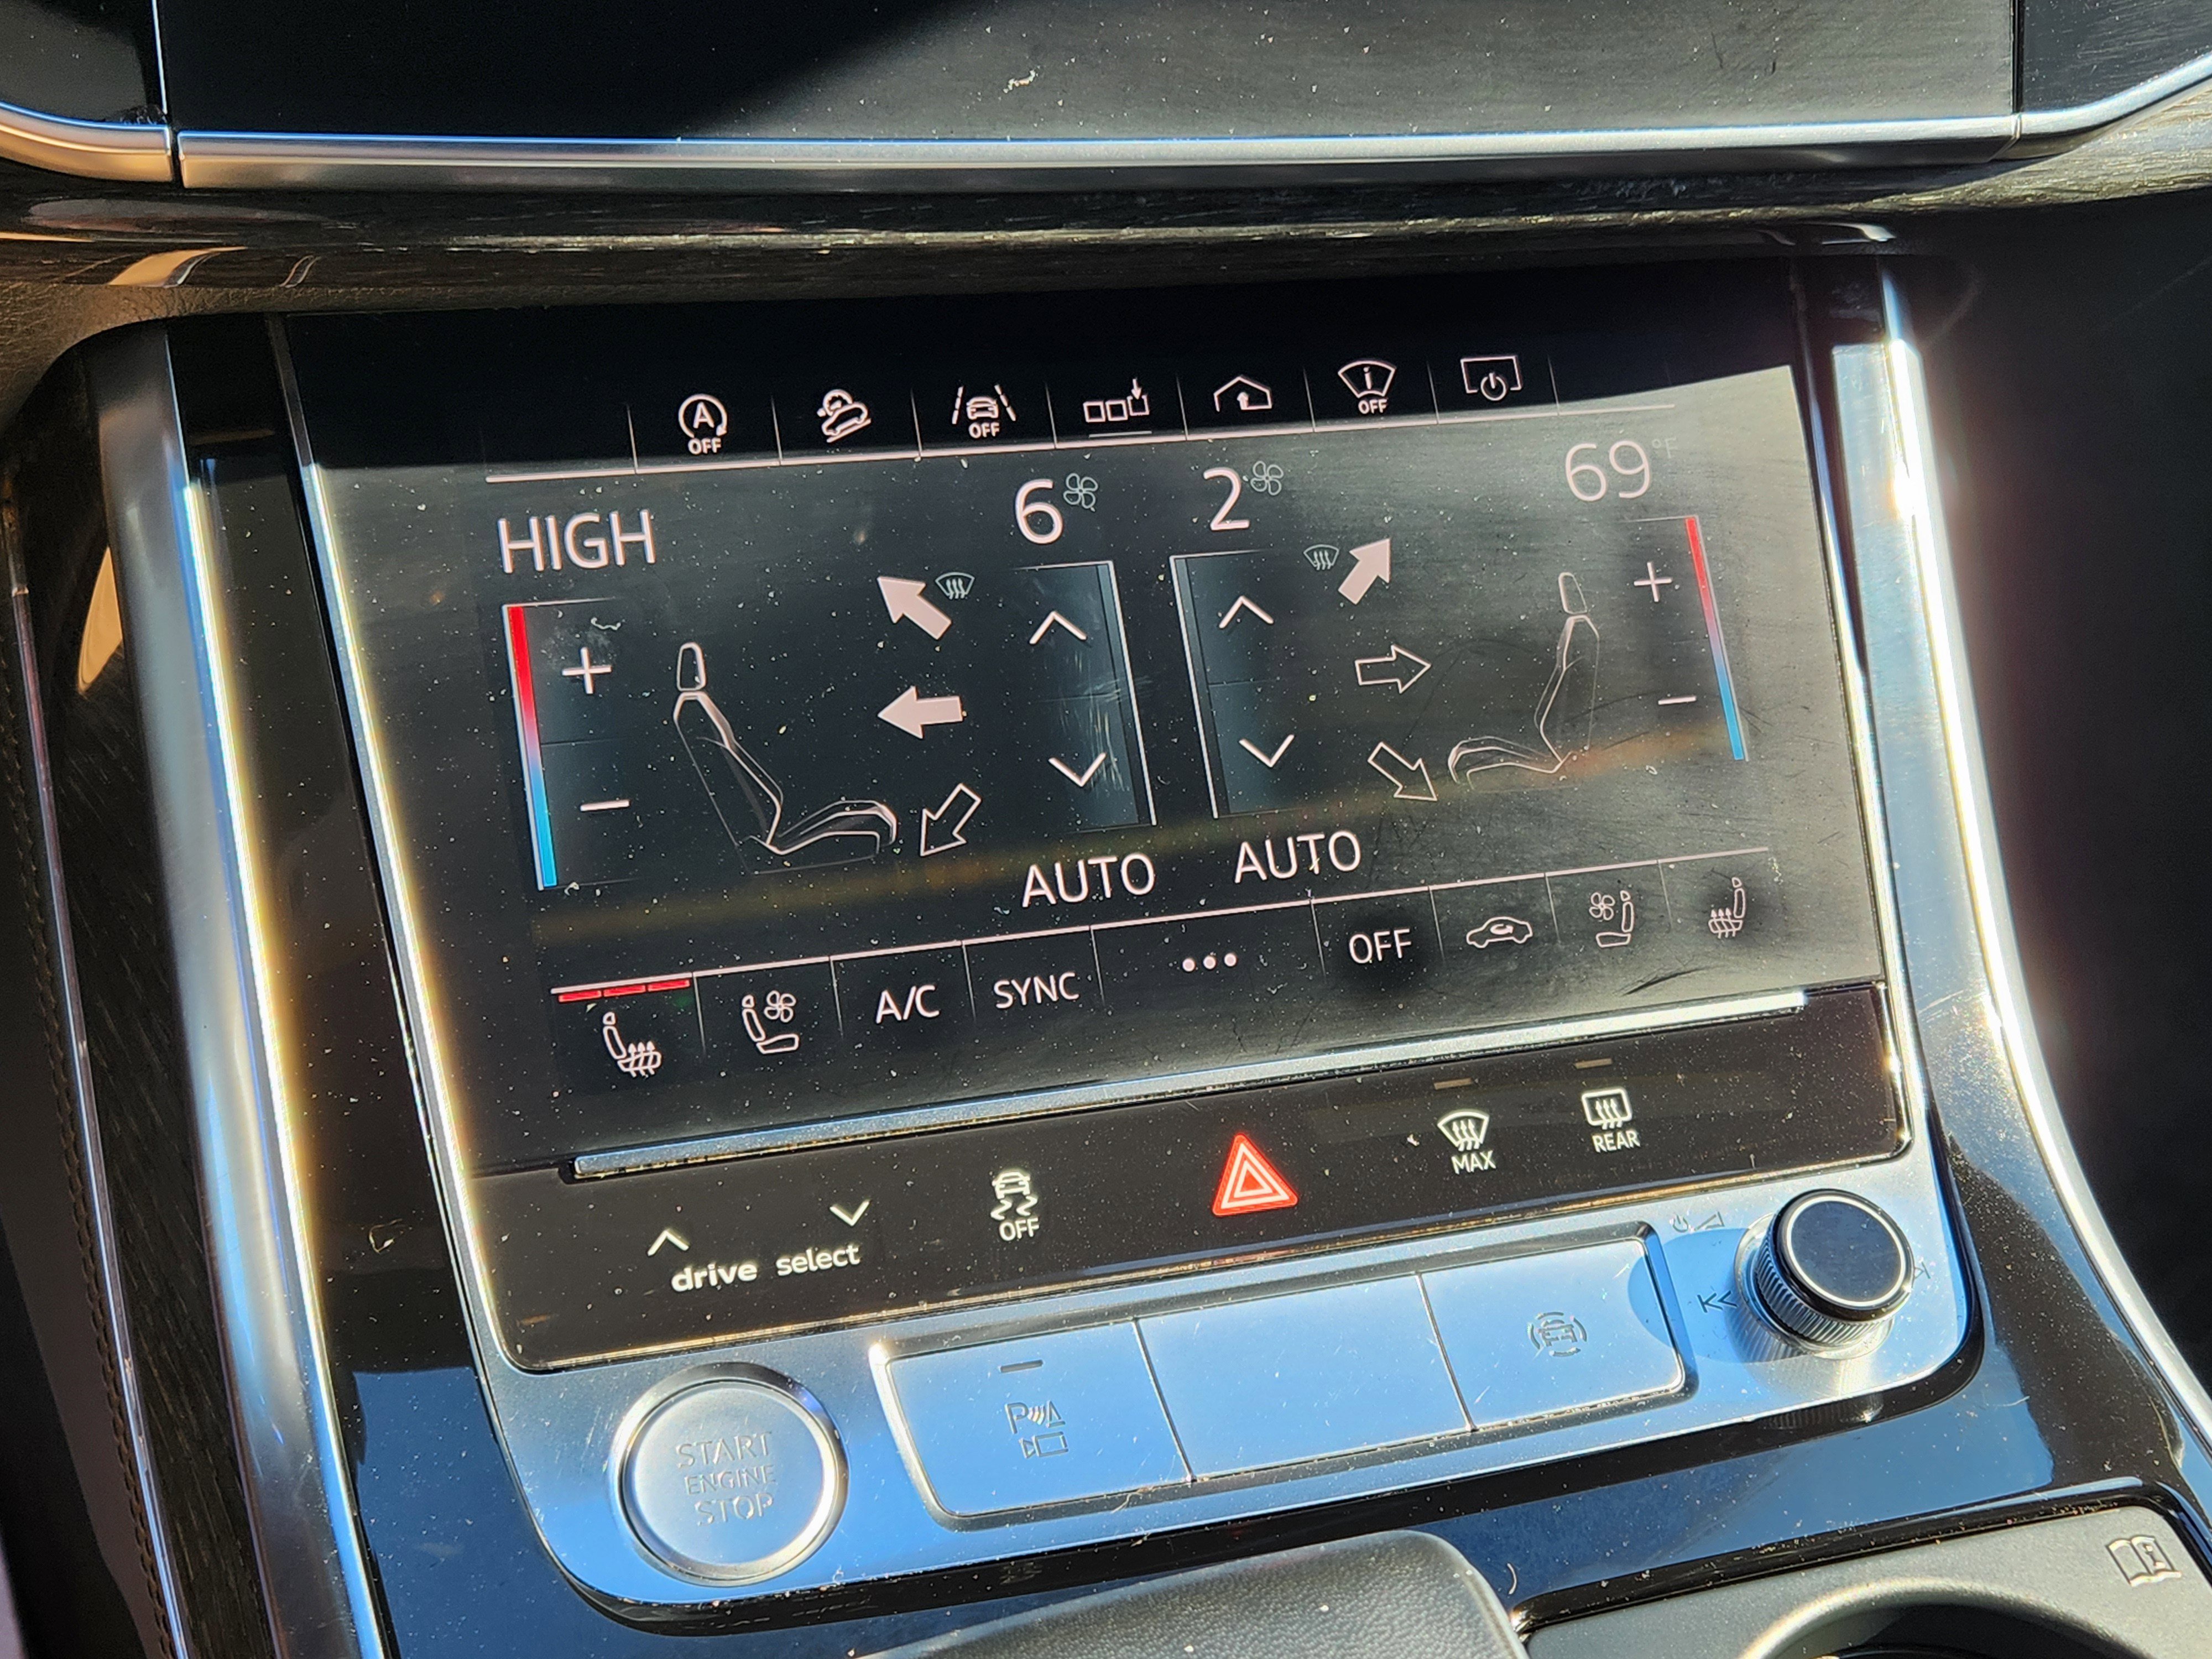 A
OFF
OFF
i
OFF
HIGH
6
2
69 °F
+
−
+
−
AUTO
AUTO
A/C
SYNC
•••
OFF
drive select
OFF
MAX
REAR
START
ENGINE
STOP
P